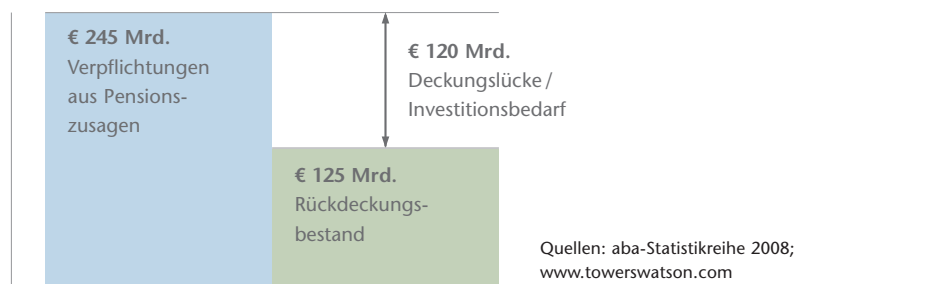 € 245 Mrd.
Verpflichtungen
aus Pensions-
zusagen
€ 120 Mrd.
Deckungslücke /
Investitionsbedarf
€ 125 Mrd.
Rückdeckungs-
bestand
Quellen: aba-Statistikreihe 2008;
www.towerswatson.com